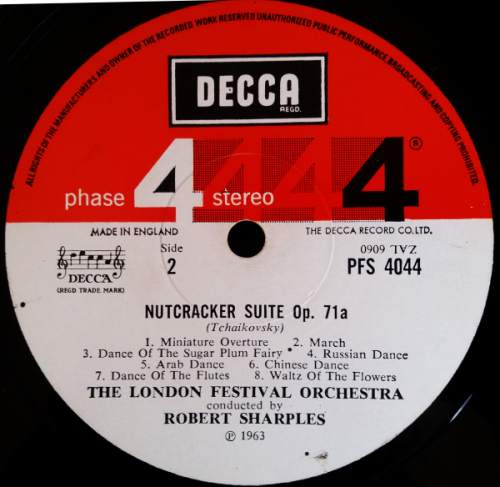 ALL RIGHTS OF THE MANUFACTURERS AND OWNER OF THE RECORDED WORK RESERVED UNAUTHORIZED PUBLIC PERFORMANCE, BROADCASTING AND COPYING PROHIBITED.
DECCA
REGD.
phase 4 stereo 4 4 4 ®
MADE IN ENGLAND THE DECCA RECORD CO. LTD.
Side ZAL 6090
2 PFS 4044
DECCA
(REGD TRADE MARK)
NUTCRACKER SUITE Op. 71a
(Tchaikovsky)
1. Miniature Overture 2. March
3. Dance Of The Sugar Plum Fairy 4. Russian Dance
5. Arab Dance 6. Chinese Dance
7. Dance Of The Flutes 8. Waltz Of The Flowers
THE LONDON FESTIVAL ORCHESTRA
conducted by
ROBERT SHARPLES
℗ 1963